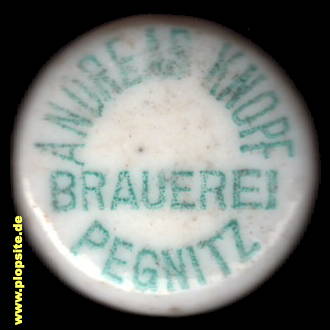 ANDREAS KNOPF
BRAUEREI
PEGNITZ
www.plopsite.de